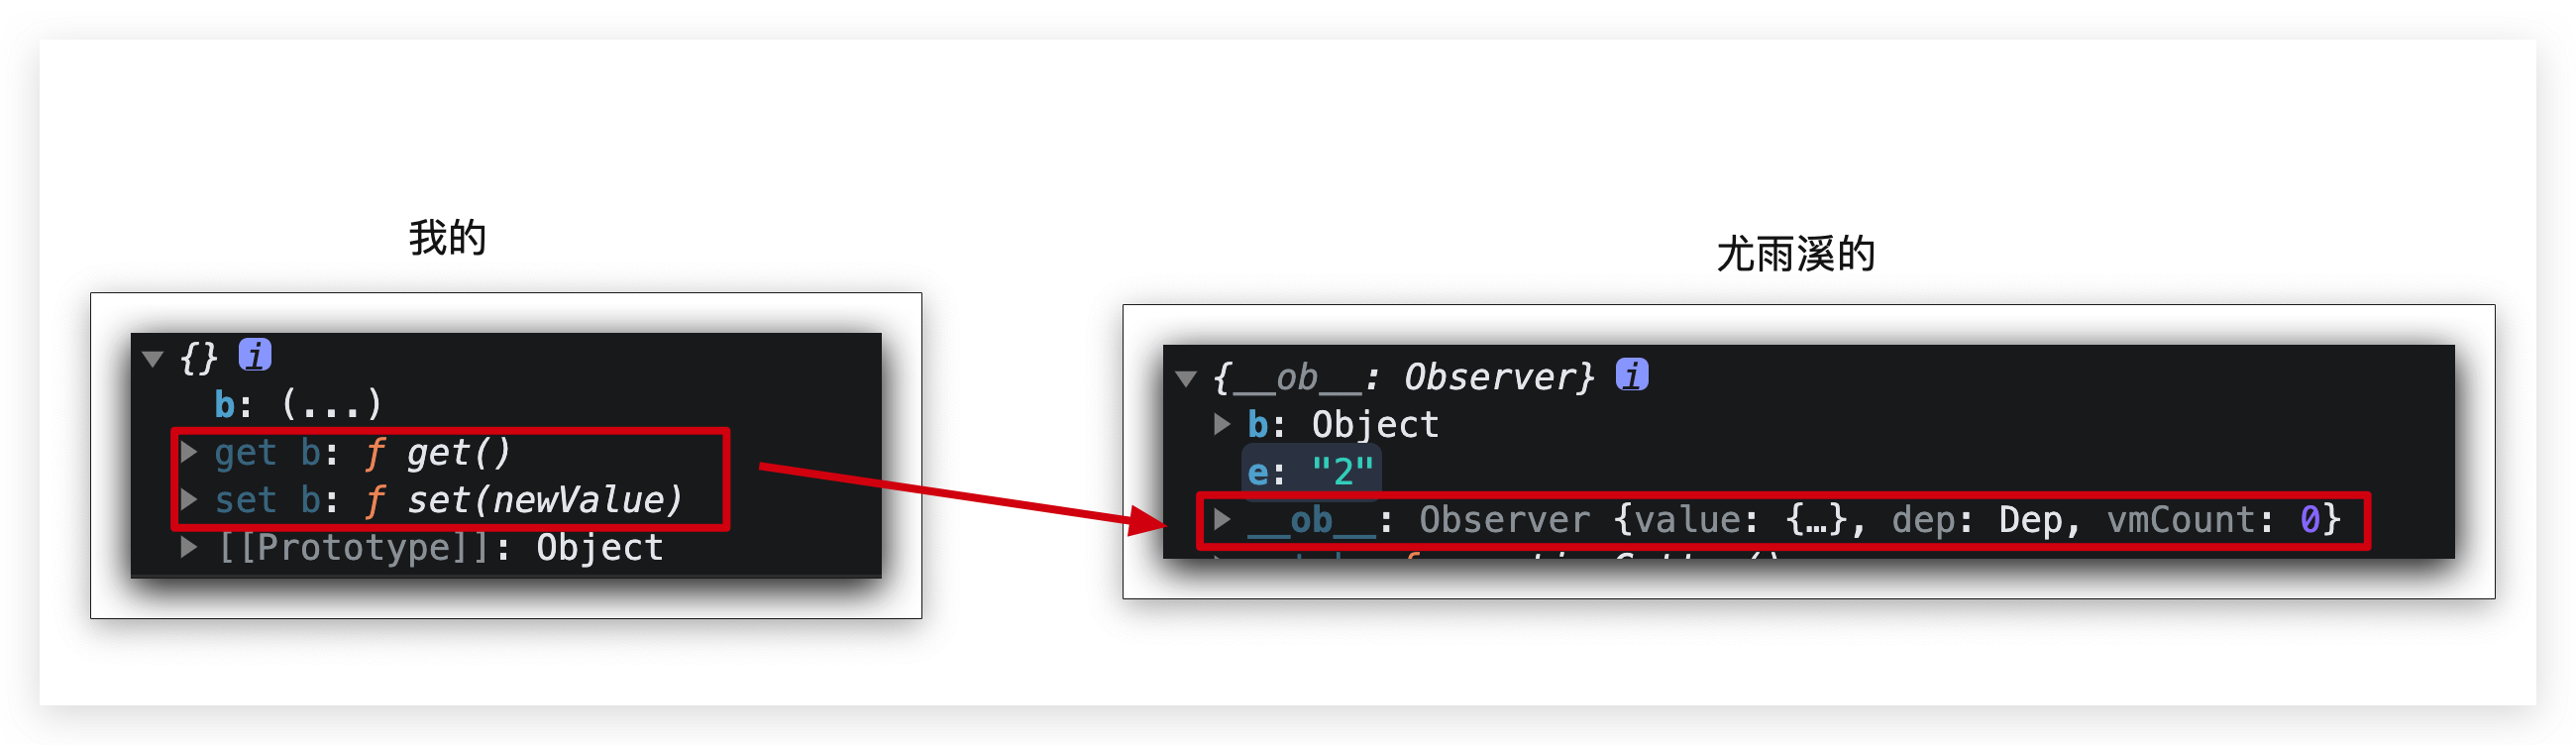 我的
{} i
b: (...)
get b: ƒ get()
set b: ƒ set(newValue)
[[Prototype]]: Object
尤雨溪的
{__ob__: Observer} i
b: Object
e: "2"
__ob__: Observer {value: {…}, dep: Dep, vmCount: 0}